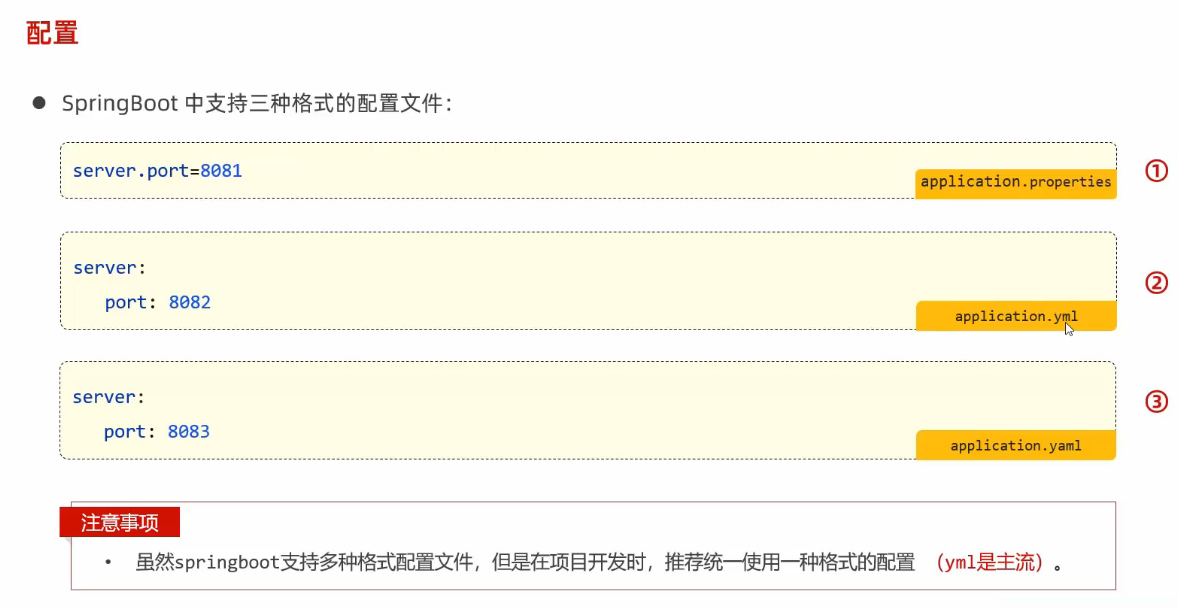 配置
● SpringBoot 中支持三种格式的配置文件：
server.port=8081
application.properties
①
server:
port: 8082
application.yml
②
server:
port: 8083
application.yaml
③
注意事项
• 虽然springboot支持多种格式配置文件，但是在项目开发时，推荐统一使用一种格式的配置 （yml是主流）。